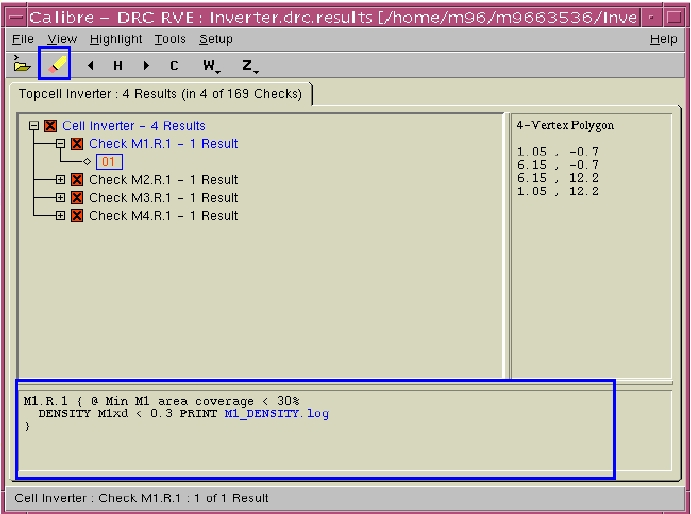 Calibre - DRC RVE : Inverter.drc.results [/home/m96/m9663536/Inve
File View Highlight Tools Setup Help
H C W Z
Topcell Inverter : 4 Results (in 4 of 169 Checks)
Cell Inverter - 4 Results
Check M1.R.1 - 1 Result
01
Check M2.R.1 - 1 Result
Check M3.R.1 - 1 Result
Check M4.R.1 - 1 Result
4-Vertex Polygon
1.05 , -0.7
6.15 , -0.7
6.15 , 12.2
1.05 , 12.2
M1.R.1 { @ Min M1 area coverage < 30%
DENSITY M1xd < 0.3 PRINT M1_DENSITY.log
}
Cell Inverter : Check M1.R.1 : 1 of 1 Result